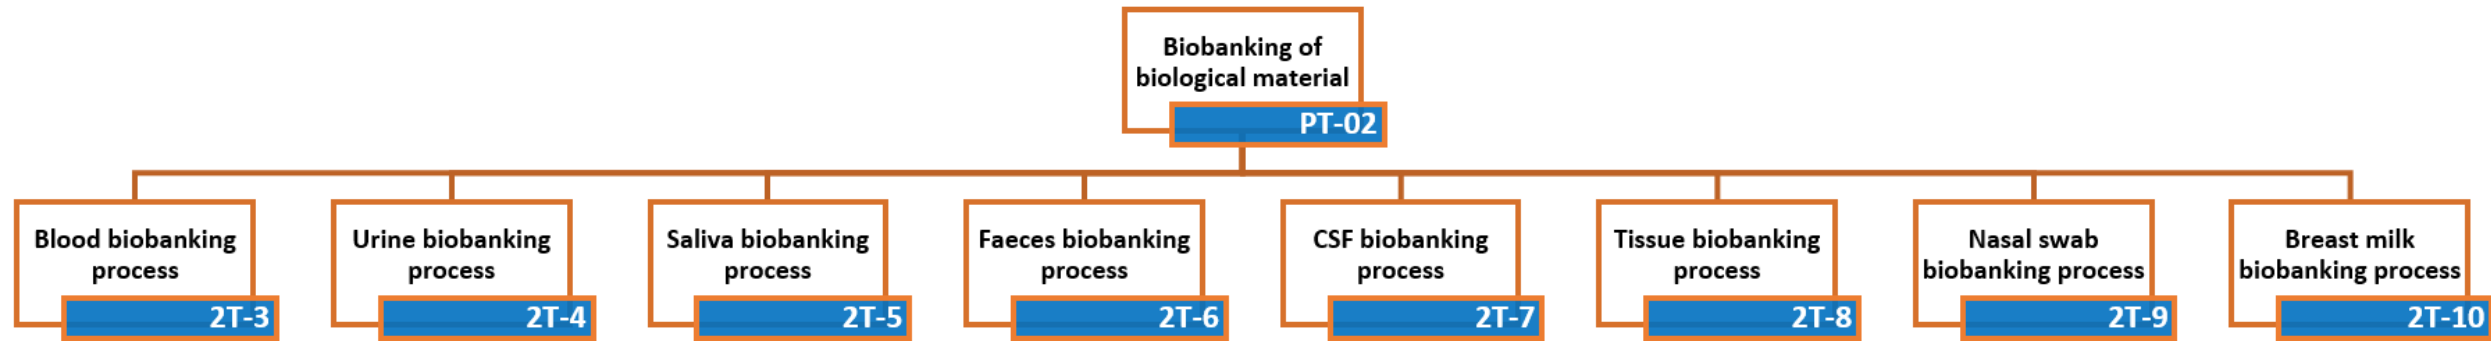 Biobanking of
biological material
PT-02
Blood biobanking
process
2T-3
Urine biobanking
process
2T-4
Saliva biobanking
process
2T-5
Faeces biobanking
process
2T-6
CSF biobanking
process
2T-7
Tissue biobanking
process
2T-8
Nasal swab
biobanking process
2T-9
Breast milk
biobanking process
2T-10